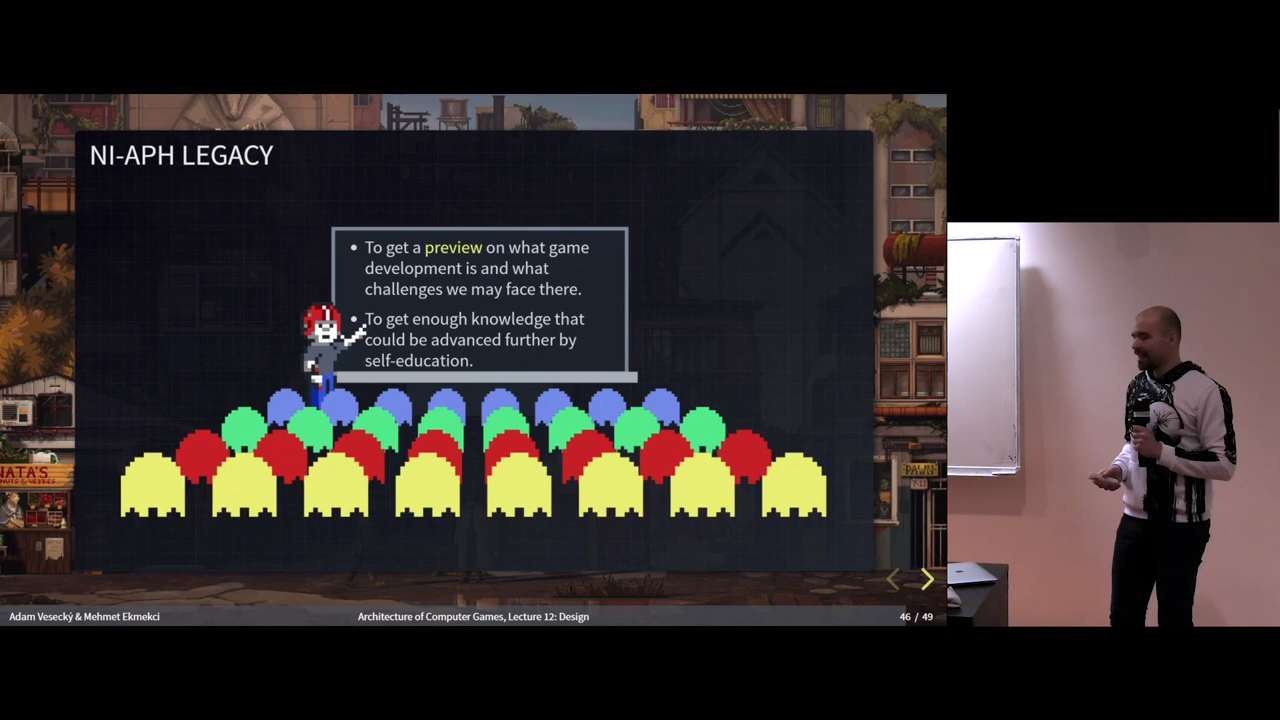 NI-APH LEGACY
• To get a preview on what game
development is and what
challenges we may face there.
• To get enough knowledge that
could be advanced further by
self-education.
NATA'S
PAWN
Adam Vesecký & Mehmet Ekmekci
Architecture of Computer Games, Lecture 12: Design
46 / 49